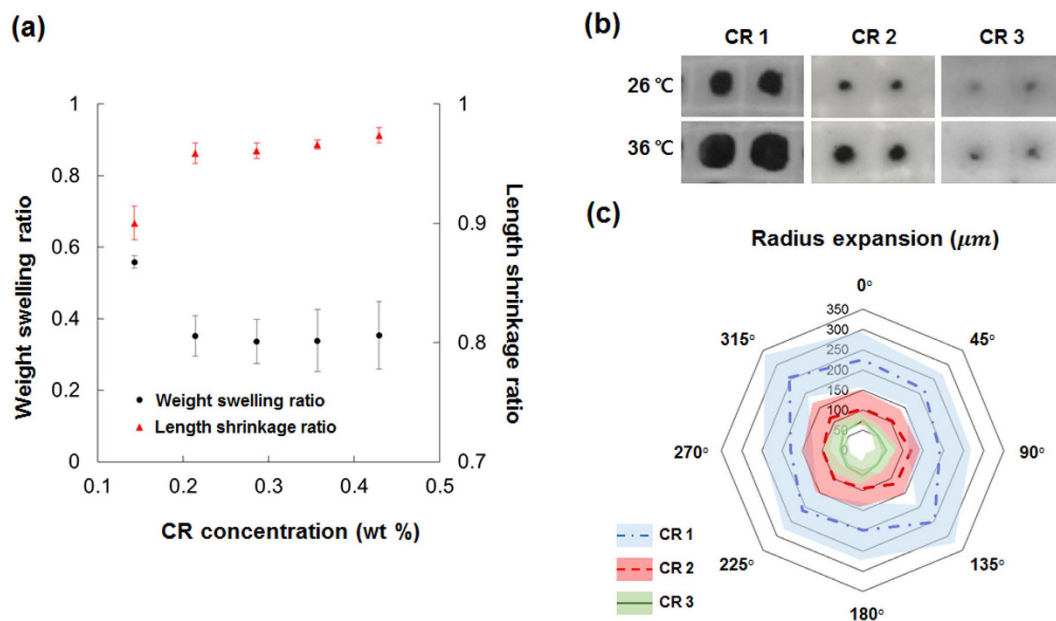 (a)
Weight swelling ratio
1
0.8
0.6
0.4
0.2
0
1
0.9
0.8
0.7
Length shrinkage ratio
Weight swelling ratio
Length shrinkage ratio
0.1 0.2 0.3 0.4 0.5
CR concentration (wt %)
(b)
CR 1 CR 2 CR 3
26 ℃
36 ℃
(c)
Radius expansion (μm)
0°
45°
90°
135°
180°
225°
270°
315°
350
300
250
200
150
100
50
0
CR 1
CR 2
CR 3